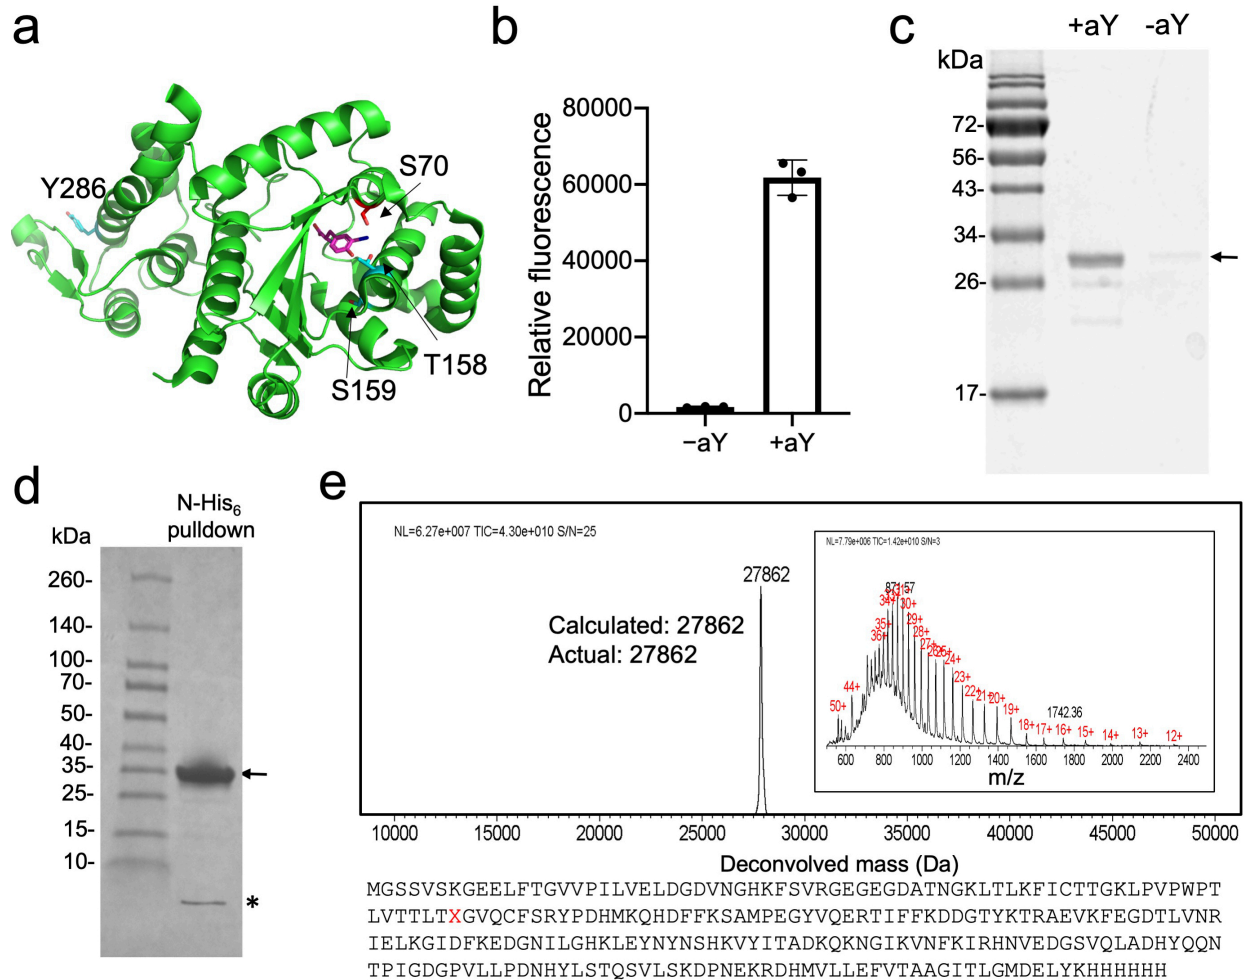 a
Y286
S70
T158
S159
b
Relative fluorescence
80000
60000
40000
20000
0
−aY
+aY
c
+aY -aY
kDa
72-
56-
43-
34-
26-
17-
d
N-His6
pulldown
kDa
260-
140-
100-
70-
50-
40-
35-
25-
15-
10-
*
e
NL=6.27e+007 TIC=4.30e+010 S/N=25
27862
Calculated: 27862
Actual: 27862
NL=7.79e+006 TIC=1.42e+010 S/N=3
50+
44+
36+
35+
30+
29+
28+
24+
23+
22+
21+
20+
19+
18+
17+
1742.36
16+
15+
14+
13+
12+
600 800 1000 1200 1400 1600 1800 2000 2200 2400
m/z
10000 15000 20000 25000 30000 35000 40000 45000 50000
Deconvolved mass (Da)
MGSSVSKGEELFTGVVPILVELDGDVNGHKFSVRGEGEGDATNGKLTLKFICTTGKLPVPWPT
LVTTLTXGVQCFSRYPDHMKQHDFFKSAMPEGYVQERTIFFKDDGTYKTRAEVKFEGDTLVNR
IELKGIDFKEDGNILGHKLEYNYNSHKVYITADKQKNGIKVNFKIRHNVEDGSVQLADHYQQN
TPIGDGPVLLPDNHYLSTQSVLSKDPNEKRDHMVLLEFVTAAGITLGMDELYKHHHHHH